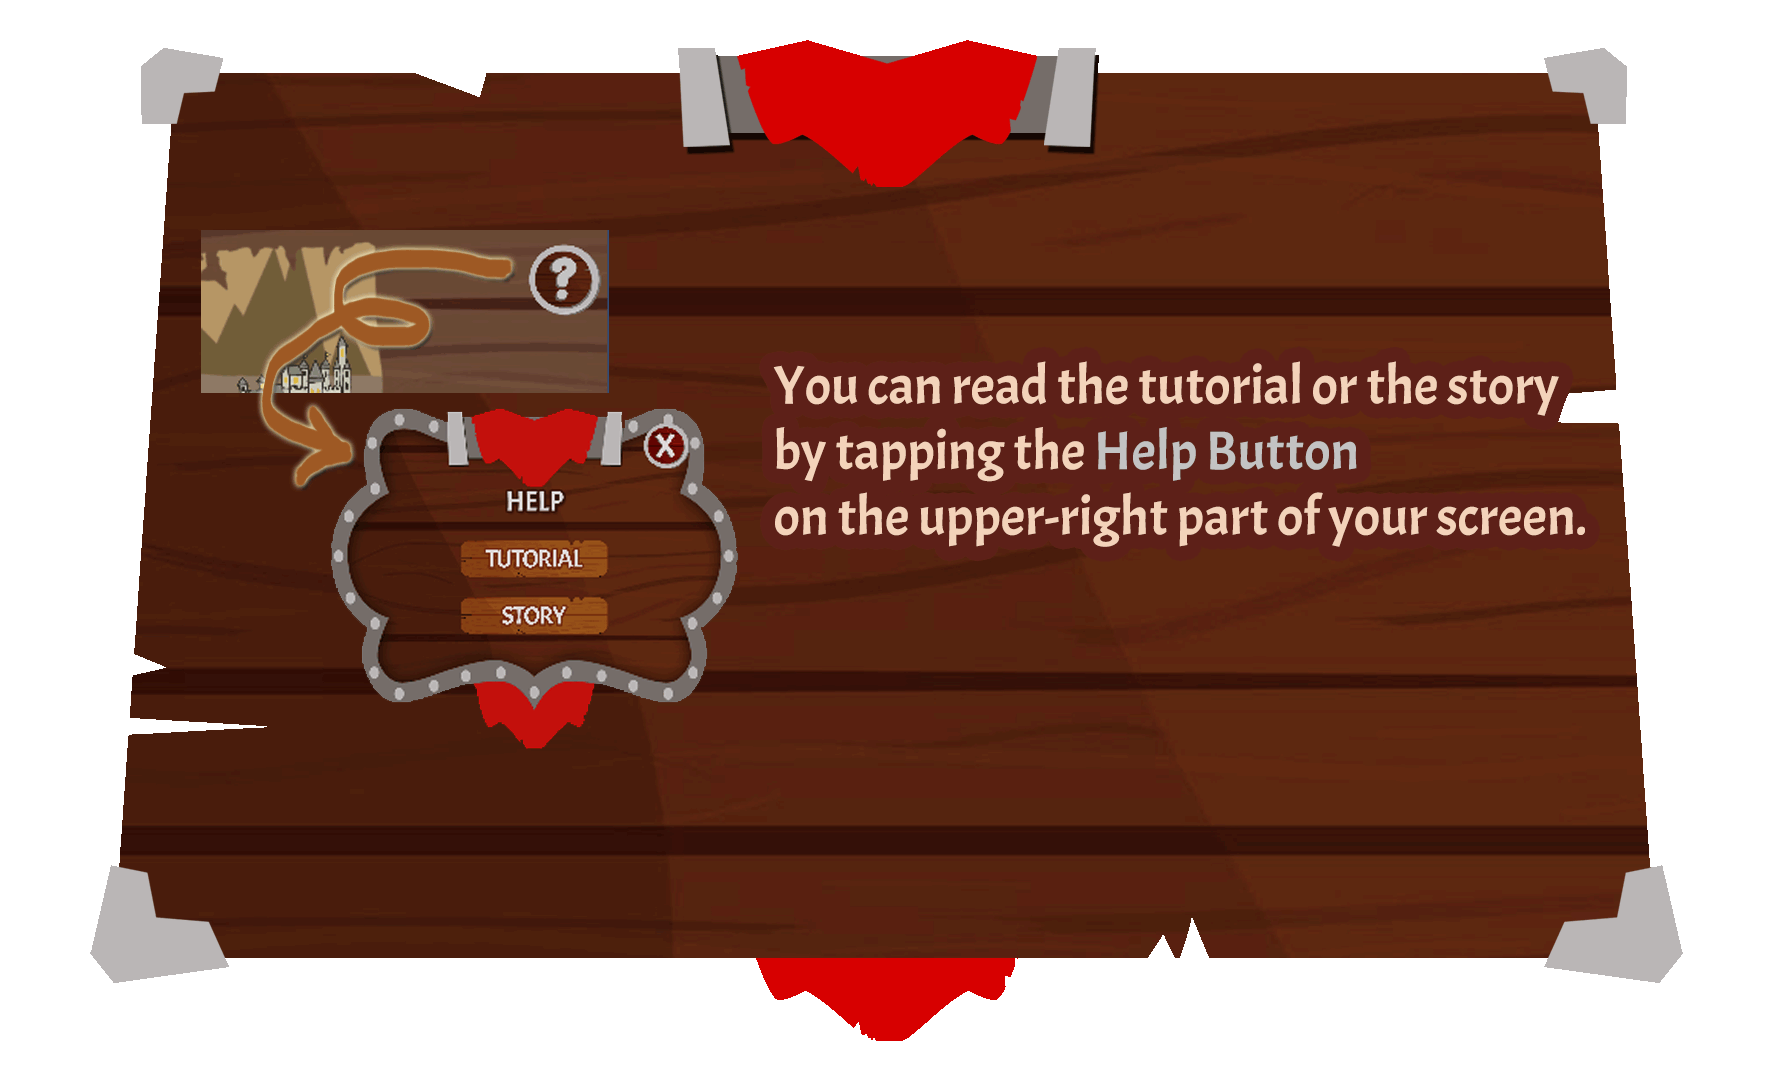 ?
X
HELP
TUTORIAL
STORY
You can read the tutorial or the story
by tapping the Help Button
on the upper-right part of your screen.